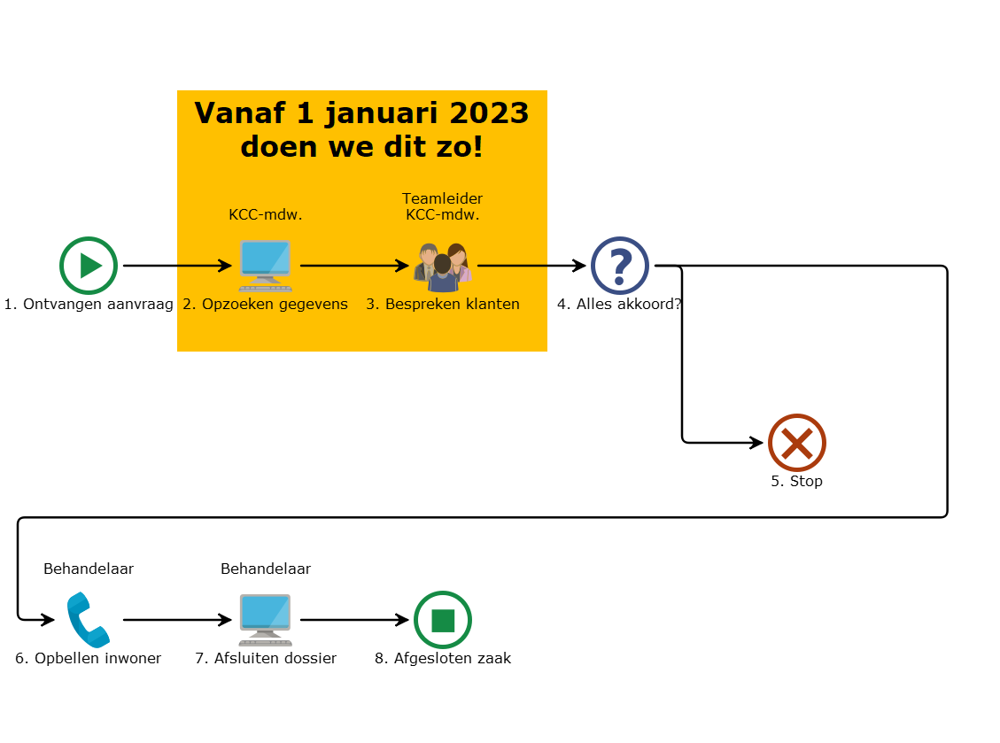 Vanaf 1 januari 2023
doen we dit zo!
KCC-mdw.
Teamleider
KCC-mdw.
1. Ontvangen aanvraag
2. Opzoeken gegevens
3. Bespreken klanten
4. Alles akkoord?
5. Stop
Behandelaar
Behandelaar
6. Opbellen inwoner
7. Afsluiten dossier
8. Afgesloten zaak